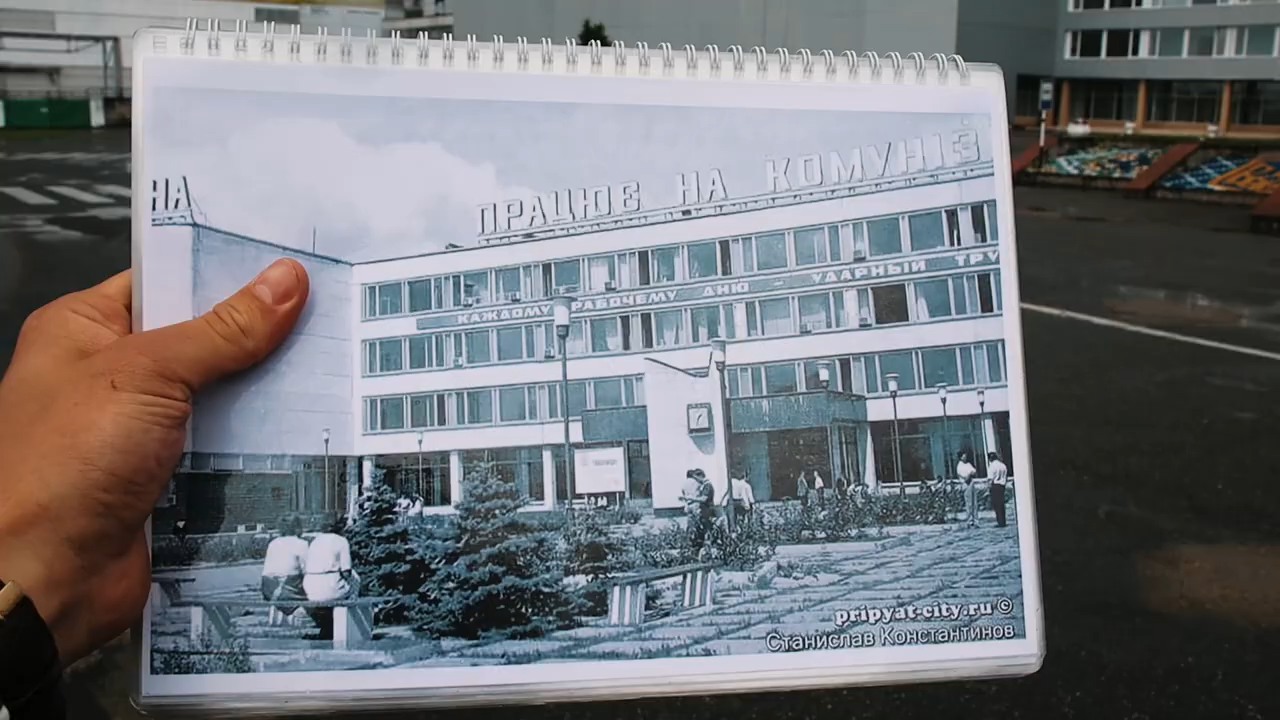 НА
ПРАЦЮЄ НА КОМУНІЗ
КАЖДОМУ РАБОЧЕМУ ДНЮ - УДАРНЫЙ ТРУ
pripyat-city.ru ©
Станислав Константинов